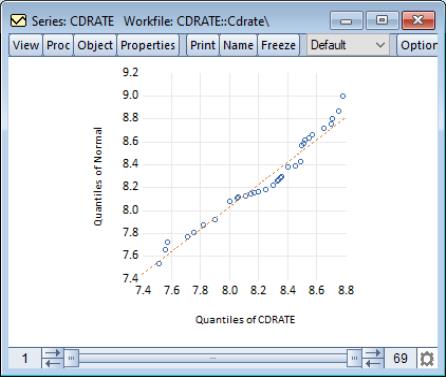 Series: CDRATE Workfile: CDRATE::Cdrate\
View Proc Object Properties Print Name Freeze Default Option
9.2
9.0
8.8
8.6
8.4
8.2
8.0
7.8
7.6
7.4
Quantiles of Normal
7.4 7.6 7.8 8.0 8.2 8.4 8.6 8.8
Quantiles of CDRATE
1 69